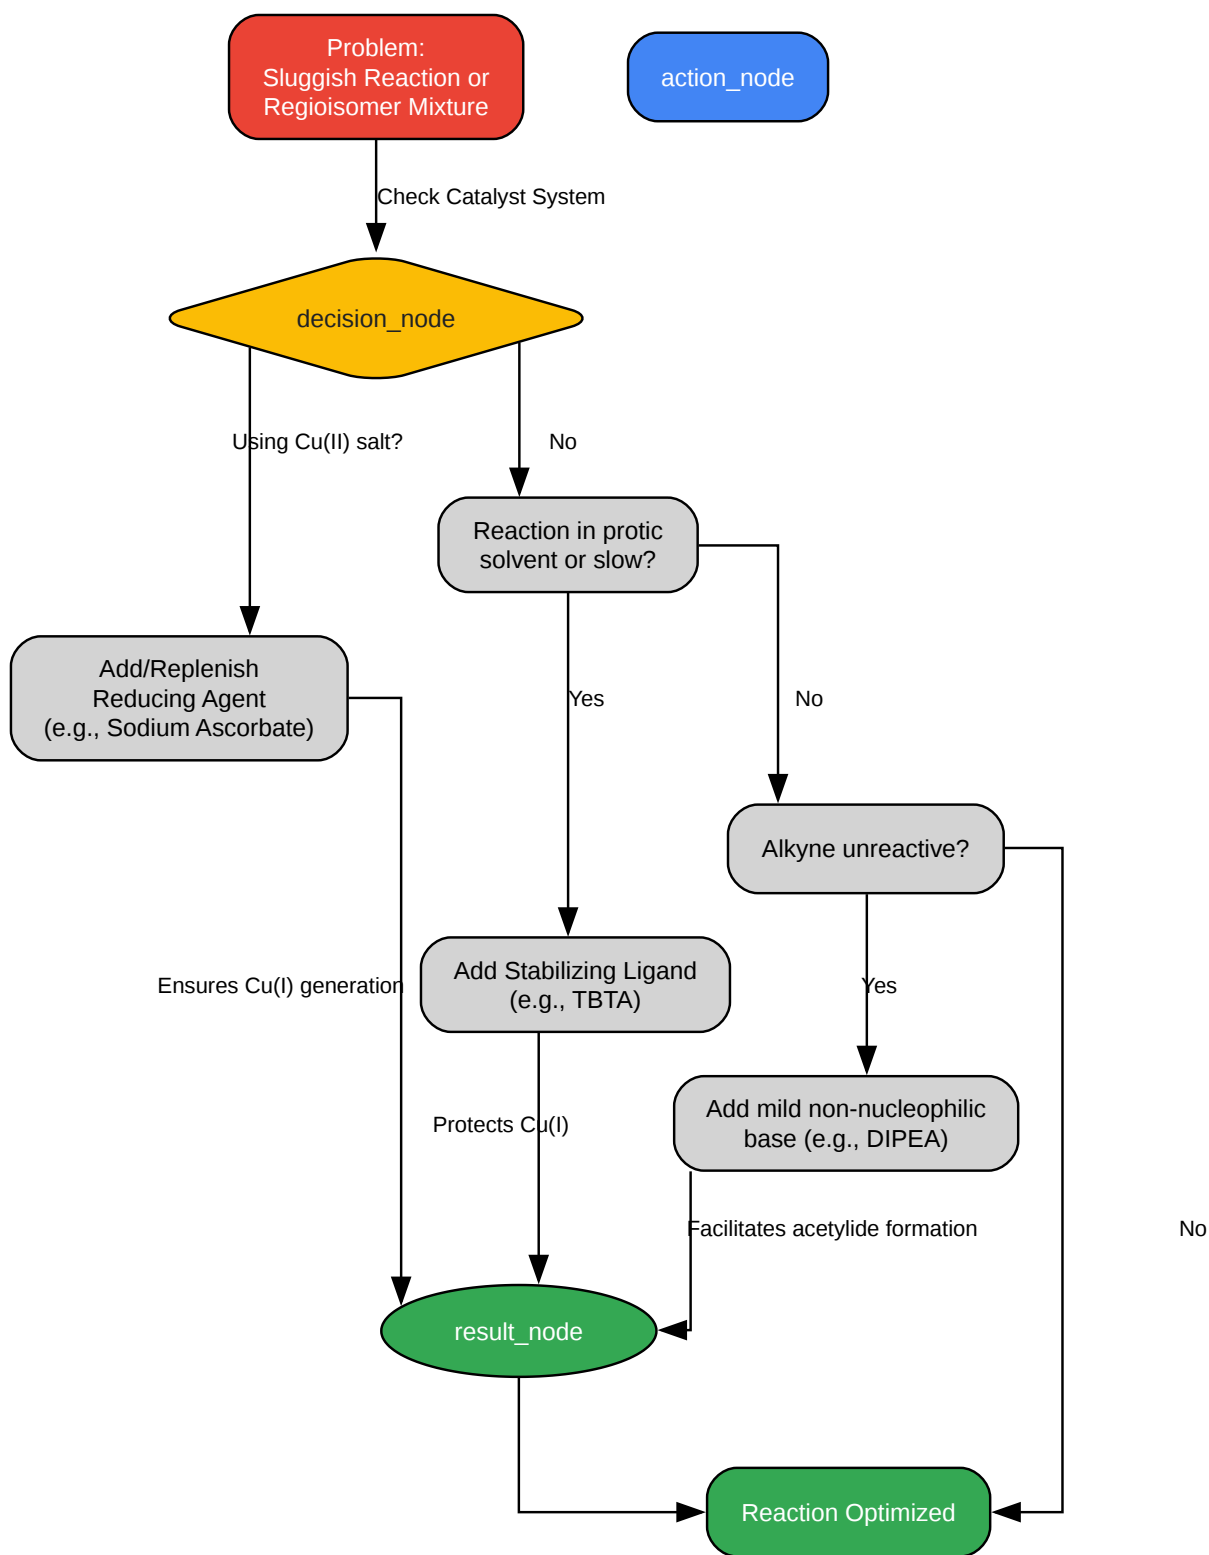 Problem:
Sluggish Reaction or
Regioisomer Mixture
action_node
Check Catalyst System
decision_node
Using Cu(II) salt?
No
Reaction in protic
solvent or slow?
Add/Replenish
Reducing Agent
(e.g., Sodium Ascorbate)
Yes
No
Alkyne unreactive?
Ensures Cu(I) generation
Add Stabilizing Ligand
(e.g., TBTA)
Yes
Add mild non-nucleophilic
base (e.g., DIPEA)
Protects Cu(I)
Facilitates acetylide formation
No
result_node
Reaction Optimized